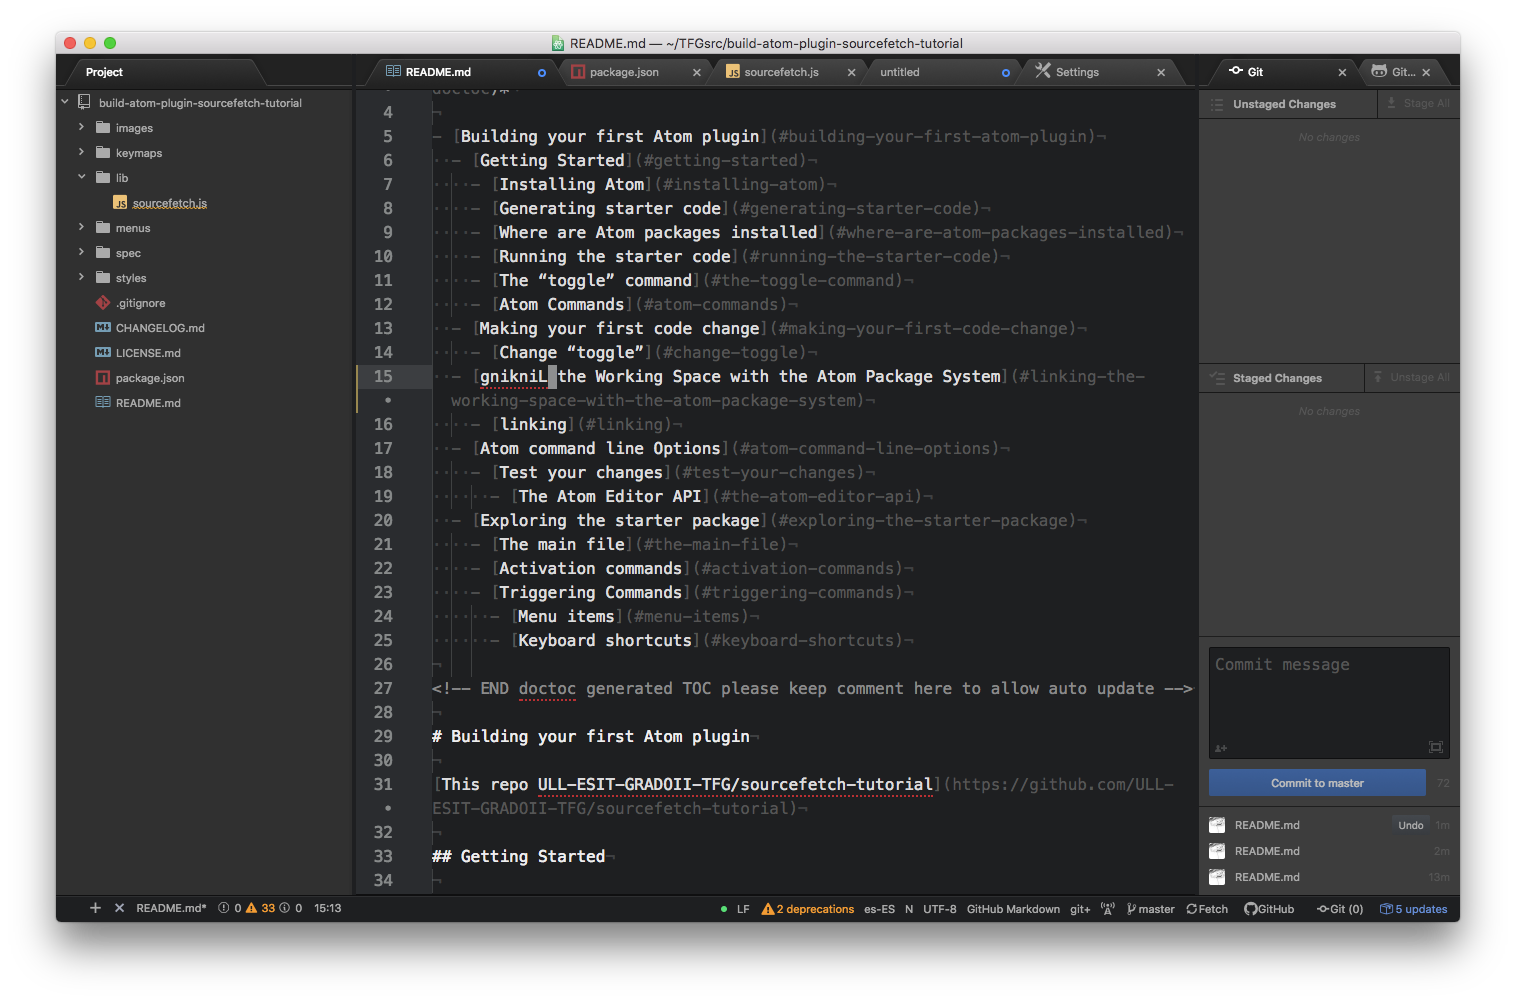 README.md — ~/TFGsrc/build-atom-plugin-sourcefetch-tutorial
Project
build-atom-plugin-sourcefetch-tutorial
images
keymaps
lib
JS sourcefetch.js
menus
spec
styles
.gitignore
CHANGELOG.md
LICENSE.md
package.json
README.md
README.md package.json JS sourcefetch.js untitled Settings
doctoc)*
4 ¬
5 - [Building your first Atom plugin](#building-your-first-atom-plugin)¬
6 ··- [Getting Started](#getting-started)¬
7 ····- [Installing Atom](#installing-atom)¬
8 ····- [Generating starter code](#generating-starter-code)¬
9 ····- [Where are Atom packages installed](#where-are-atom-packages-installed)¬
10 ····- [Running the starter code](#running-the-starter-code)¬
11 ····- [The “toggle” command](#the-toggle-command)¬
12 ····- [Atom Commands](#atom-commands)¬
13 ··- [Making your first code change](#making-your-first-code-change)¬
14 ····- [Change “toggle”](#change-toggle)¬
15 ··- [gnikniL the Working Space with the Atom Package System](#linking-the-
• working-space-with-the-atom-package-system)¬
16 ····- [linking](#linking)¬
17 ··- [Atom command line Options](#atom-command-line-options)¬
18 ····- [Test your changes](#test-your-changes)¬
19 ······- [The Atom Editor API](#the-atom-editor-api)¬
20 ··- [Exploring the starter package](#exploring-the-starter-package)¬
21 ····- [The main file](#the-main-file)¬
22 ····- [Activation commands](#activation-commands)¬
23 ····- [Triggering Commands](#triggering-commands)¬
24 ······- [Menu items](#menu-items)¬
25 ······- [Keyboard shortcuts](#keyboard-shortcuts)¬
26 ¬
27 <!-- END doctoc generated TOC please keep comment here to allow auto update -->
28 ¬
29 # Building your first Atom plugin¬
30 ¬
31 [This repo ULL-ESIT-GRADOII-TFG/sourcefetch-tutorial](https://github.com/ULL-
• ESIT-GRADOII-TFG/sourcefetch-tutorial)¬
32 ¬
33 ## Getting Started¬
34 ¬
Git Git...
Unstaged Changes Stage All
No changes
Staged Changes Unstage All
No changes
Commit message
Commit to master 72
README.md Undo 1m
README.md 2m
README.md 13m
README.md* 0 33 0 15:13
LF 2 deprecations es-ES N UTF-8 GitHub Markdown git+ master Fetch GitHub Git (0) 5 updates